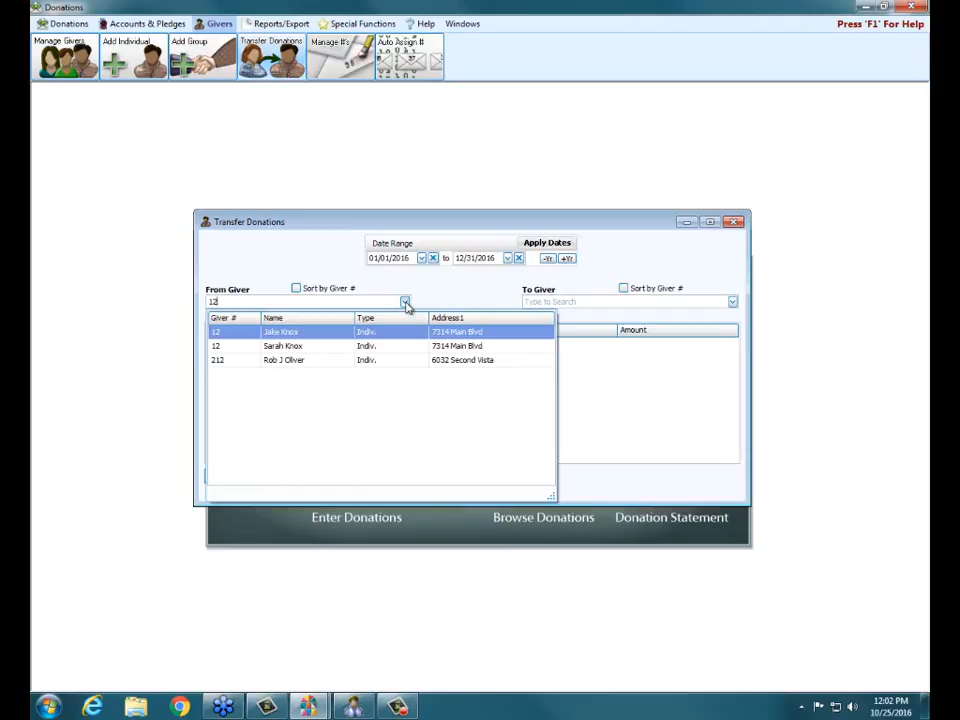 Donations
Donations Accounts & Pledges Givers Reports/Export Special Functions Help Windows Press 'F1' For Help
Manage Givers Add Individual Add Group Transfer Donations Manage #'s Auto Assign #
Transfer Donations
Date Range Apply Dates
01/01/2016 to 12/31/2016 -Yr +Yr
From Giver Sort by Giver # To Giver Sort by Giver #
12 Type to Search
Giver # Name Type Address1
Amount
12 Jake Knox Indiv. 7314 Main Blvd
12 Sarah Knox Indiv. 7314 Main Blvd
212 Rob J Oliver Indiv. 6032 Second Vista
Enter Donations Browse Donations Donation Statement
12:02 PM
10/25/2016